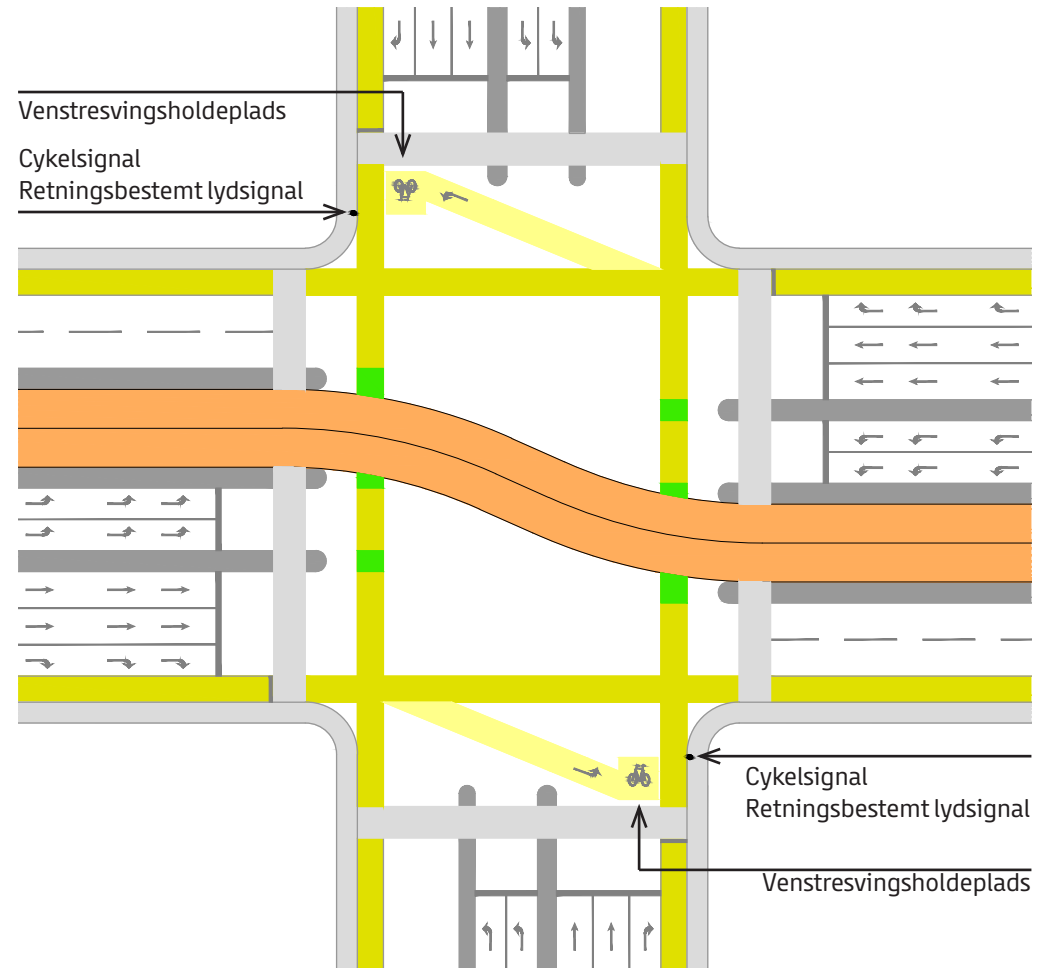 Venstresvingsholdeplads
Cykelsignal
Retningsbestemt lydsignal
Cykelsignal
Retningsbestemt lydsignal
Venstresvingsholdeplads